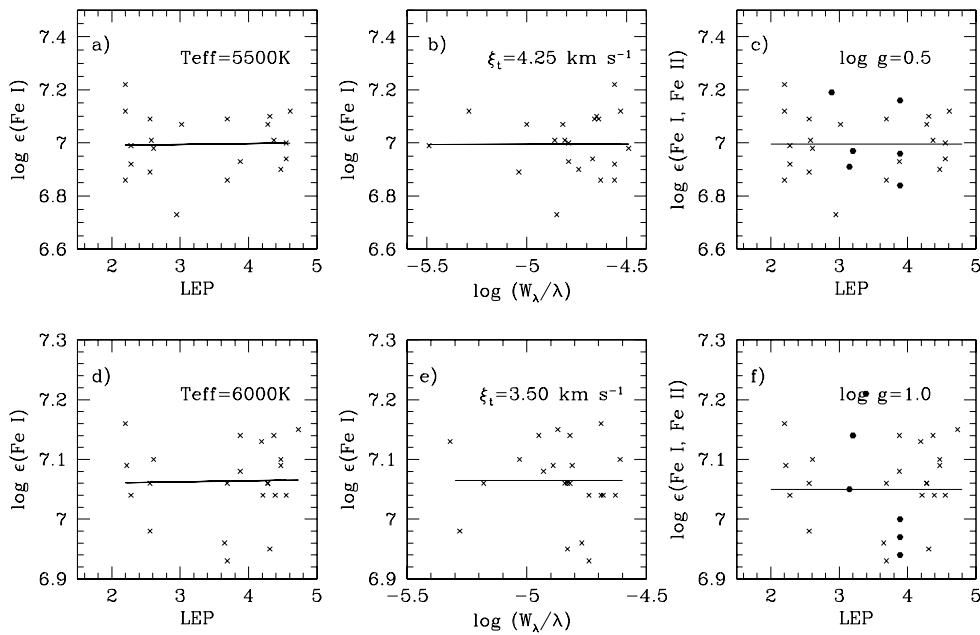 a)
Teff=5500K
7.4
7.2
7
6.8
6.6
log ϵ(Fe I)
2
3
4
5
LEP
b)
ξt=4.25 km s⁻¹
7.4
7.2
7
6.8
6.6
log ϵ(Fe I)
−5.5
−5
−4.5
log (Wλ/λ)
c)
log g=0.5
7.4
7.2
7
6.8
6.6
log ϵ(Fe I, Fe II)
2
3
4
5
LEP
d)
Teff=6000K
7.3
7.2
7.1
7
6.9
log ϵ(Fe I)
2
3
4
5
LEP
e)
ξt=3.50 km s⁻¹
7.3
7.2
7.1
7
6.9
log ϵ(Fe I)
−5.5
−5
−4.5
log (Wλ/λ)
f)
log g=1.0
7.3
7.2
7.1
7
6.9
log ϵ(Fe I, Fe II)
2
3
4
5
LEP